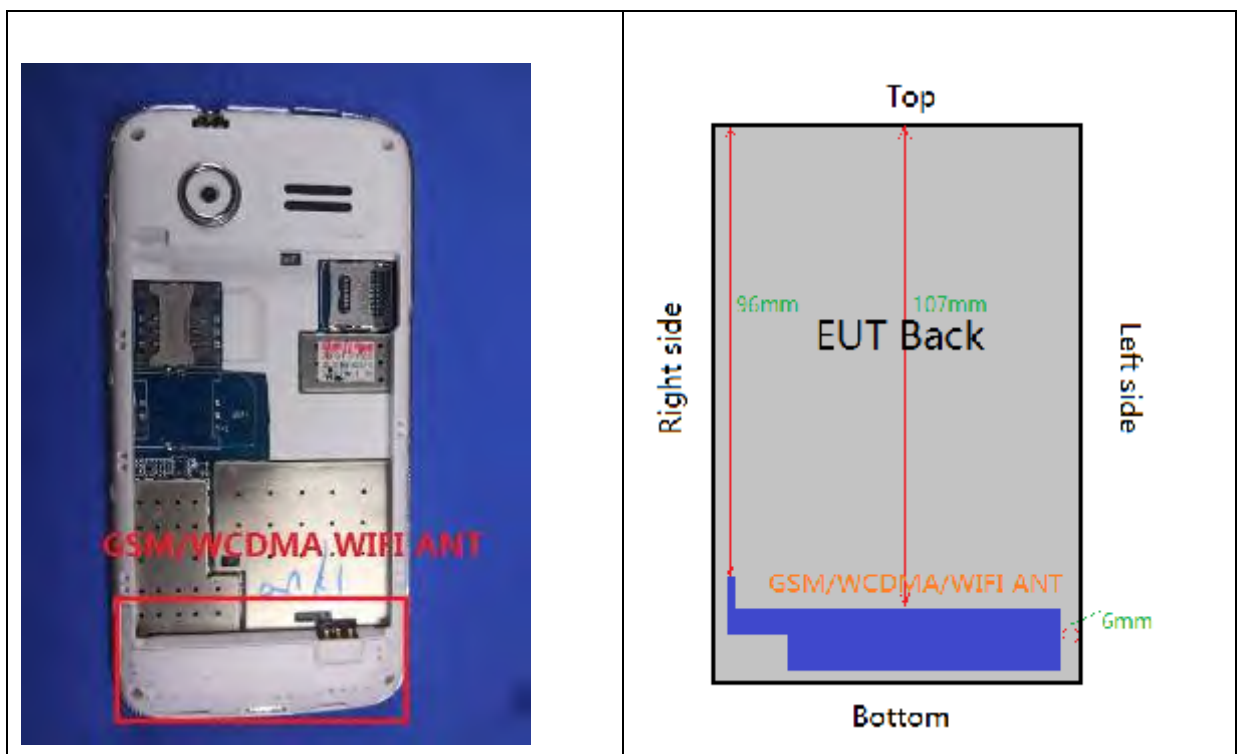 GSM/WCDMA WIFI ANT
Top
96mm
107mm
EUT Back
Right side
Left side
GSM/WCDMA/WIFI ANT
6mm
Bottom